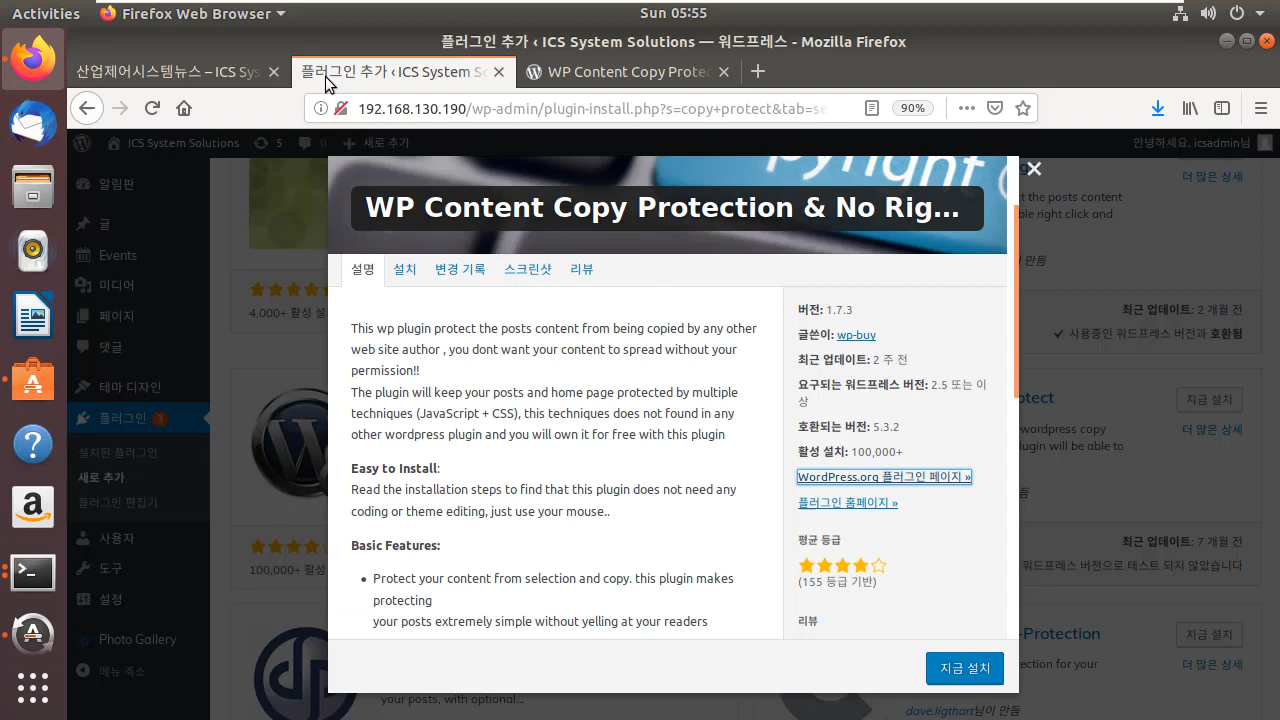 Activities
Firefox Web Browser
Sun 05:55
플러그인 추가 ‹ ICS System Solutions — 워드프레스 - Mozilla Firefox
산업제어시스템뉴스 – ICS Sys
플러그인 추가 ‹ ICS System So
WP Content Copy Protec
192.168.130.190/wp-admin/plugin-install.php?s=copy+protect&tab=se
90%
ICS System Solutions
5
0
새로 추가
안녕하세요. icsadmin님
알림판
글
Events
미디어
페이지
댓글
테마 디자인
플러그인 3
설치된 플러그인
새로 추가
플러그인 편집기
사용자
도구
설정
Photo Gallery
메뉴 축소
WP Content Copy Protection & No Rig...
설명
설치
변경 기록
스크린샷
리뷰
This wp plugin protect the posts content from being copied by any other
web site author , you dont want your content to spread without your
permission!!
The plugin will keep your posts and home page protected by multiple
techniques (JavaScript + CSS), this techniques does not found in any
other wordpress plugin and you will own it for free with this plugin
Easy to Install:
Read the installation steps to find that this plugin does not need any
coding or theme editing, just use your mouse..
Basic Features:
• Protect your content from selection and copy. this plugin makes
protecting
your posts extremely simple without yelling at your readers
버전: 1.7.3
글쓴이: wp-buy
최근 업데이트: 2 주 전
요구되는 워드프레스 버전: 2.5 또는 이
상
호환되는 버전: 5.3.2
활성 설치: 100,000+
WordPress.org 플러그인 페이지 »
플러그인 홈페이지 »
평균 등급
(155 등급 기반)
리뷰
지금 설치
4,000+ 활성 설
100,000+ 활성
your posts, with optional…
더 많은 상세
t the posts content
ble right click and
만듬
최근 업데이트: 2 개월 전
사용중인 워드프레스 버전과 호환됨
otect
지금 설치
wordpress copy
더 많은 상세
lugin will be able to
듬
최근 업데이트: 7 개월 전
워드프레스 버전으로 테스트 되지 않았습니다
-Protection
지금 설치
otection for your
더 많은 상세
dave.ligthart님이 만듬